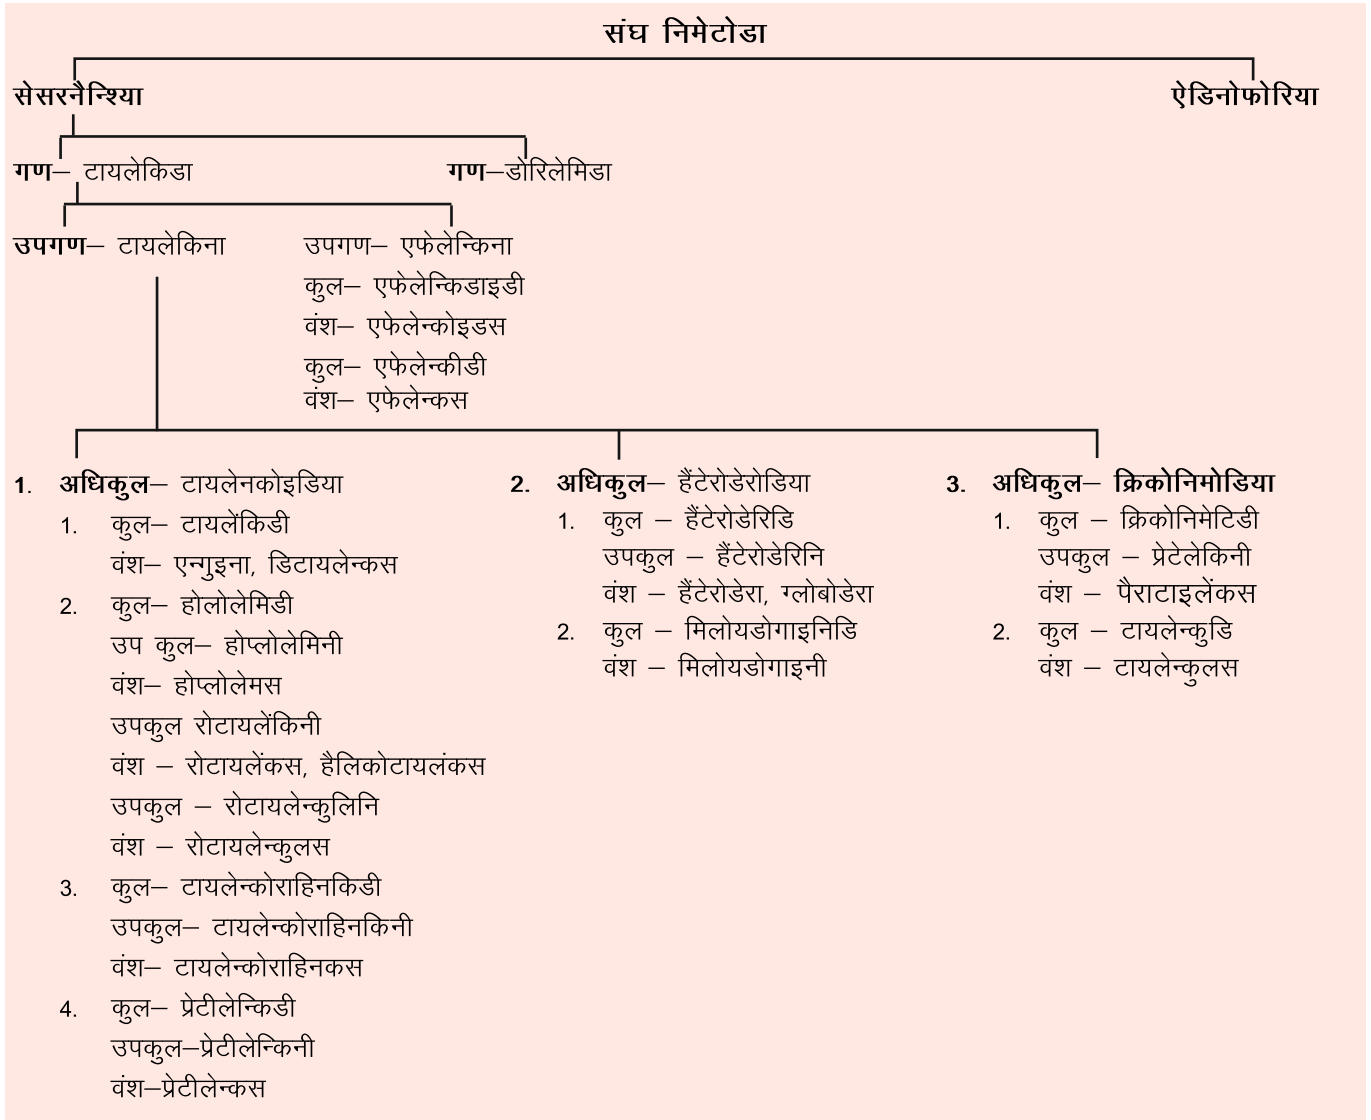 संघ निमेटोडा
सेसरनैन्श्यिा
ऐडिनोफोरिया
गण– टायलेकिडा
गण–डोरिलेमिडा
उपगण– टायलेकिना
उपगण– एफेलेन्किना
कुल– एफेलेन्किडाइडी
वंश– एफेलेन्कोइडस
कुल– एफेलेन्कीडी
वंश– एफेलेन्कस
1. अधिकुल– टायलेनकोइडिया
1. कुल– टायलेंकिडी
वंश– एन्गुइना, डिटायलेन्कस
2. कुल– होलोलेमिडी
उप कुल– होप्लोलेमिनी
वंश– होप्लोलेमस
उपकुल रोटायलेंकिनी
वंश – रोटायलेंकस, हैलिकोटायलंकस
उपकुल – रोटायलेन्कुलिनि
वंश – रोटायलेन्कुलस
3. कुल– टायलेन्कोराहिनकिडी
उपकुल– टायलेन्कोराहिनकिनी
वंश– टायलेन्कोराहिनकस
4. कुल– प्रेटीलेन्किडी
उपकुल–प्रेटीलेन्किनी
वंश–प्रेटीलेन्कस
2. अधिकुल– हैंटेरोडेरोडिया
1. कुल – हैंटेरोडेरिडि
उपकुल – हैंटेरोडेरिनि
वंश – हैंटेरोडेरा, ग्लोबोडेरा
2. कुल – मिलोयडोगाइनिडि
वंश – मिलोयडोगाइनी
3. अधिकुल– क्रिकोनिमोडिया
1. कुल – क्रिकोनिमेटिडी
उपकुल – प्रेटेलेकिनी
वंश – पैराटाइलेंकस
2. कुल – टायलेन्कुडि
वंश – टायलेन्कुलस